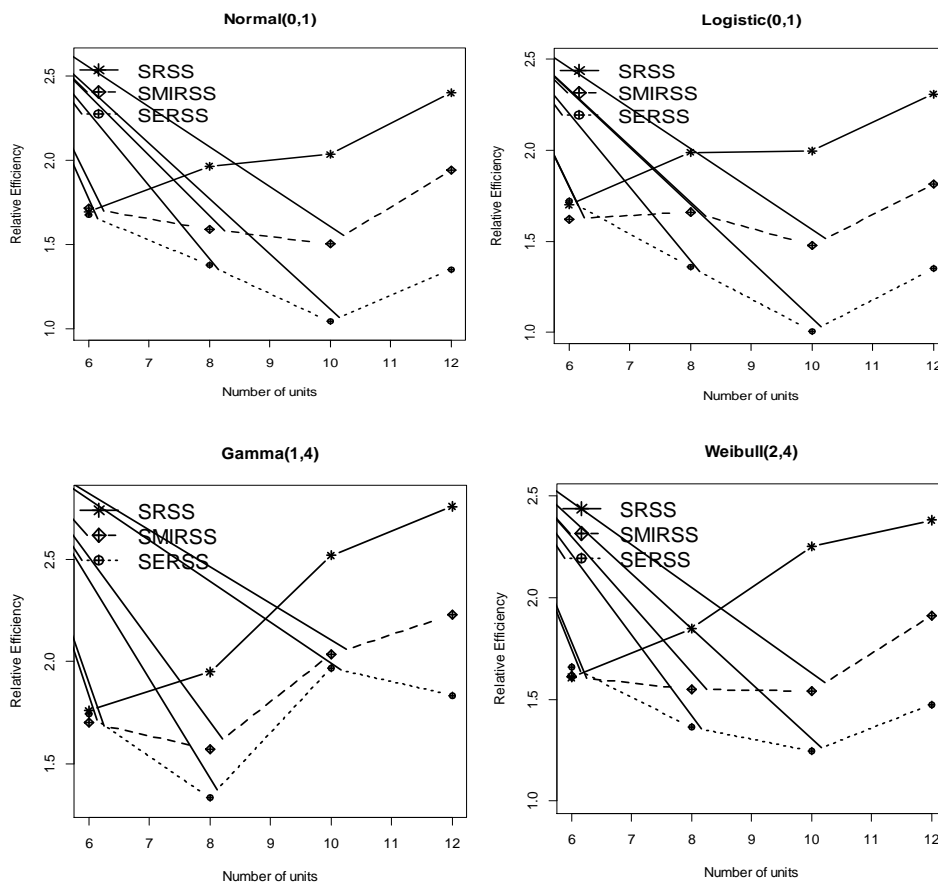 Normal(0,1)
SRSS
SMIRSS
SERSS
Relative Efficiency
2.5
2.0
1.5
1.0
6 7 8 9 10 11 12
Number of units
Logistic(0,1)
SRSS
SMIRSS
SERSS
Relative Efficiency
2.5
2.0
1.5
1.0
6 7 8 9 10 11 12
Number of units
Gamma(1,4)
SRSS
SMIRSS
SERSS
Relative Efficiency
2.5
2.0
1.5
6 7 8 9 10 11 12
Number of units
Weibull(2,4)
SRSS
SMIRSS
SERSS
Relative Efficiency
2.5
2.0
1.5
1.0
6 7 8 9 10 11 12
Number of units